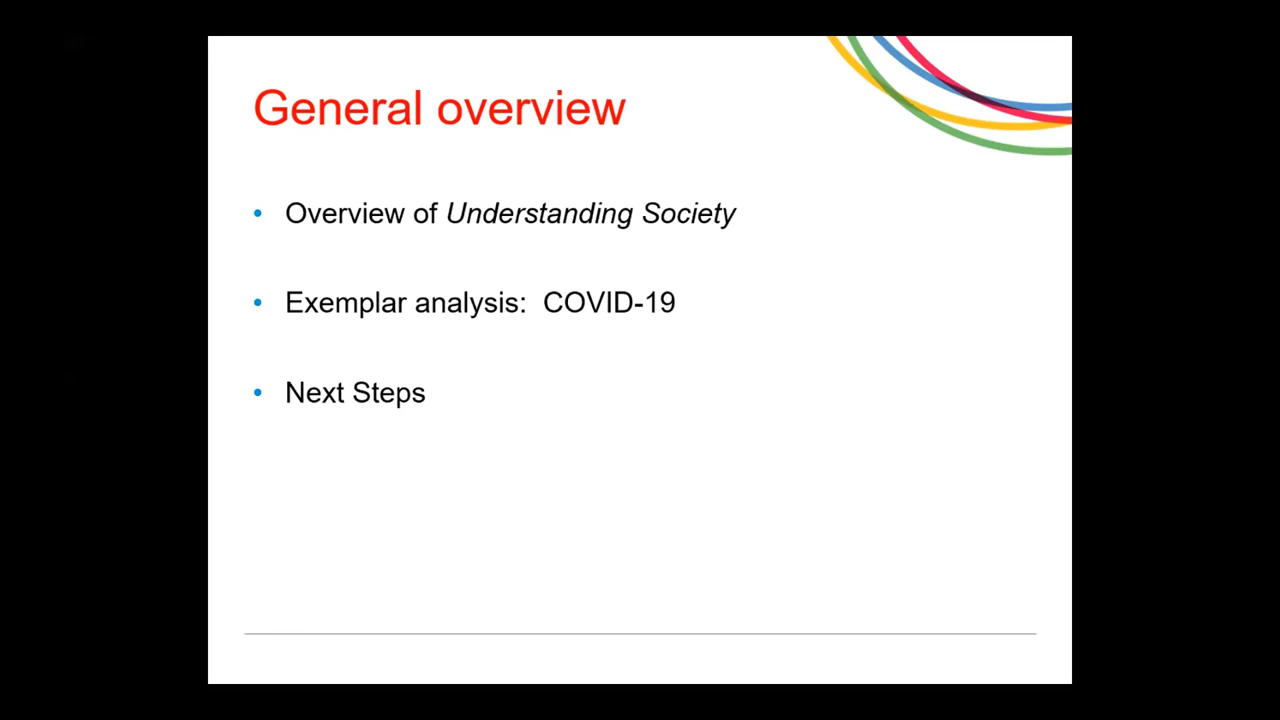 General overview
• Overview of Understanding Society
• Exemplar analysis:  COVID-19
• Next Steps